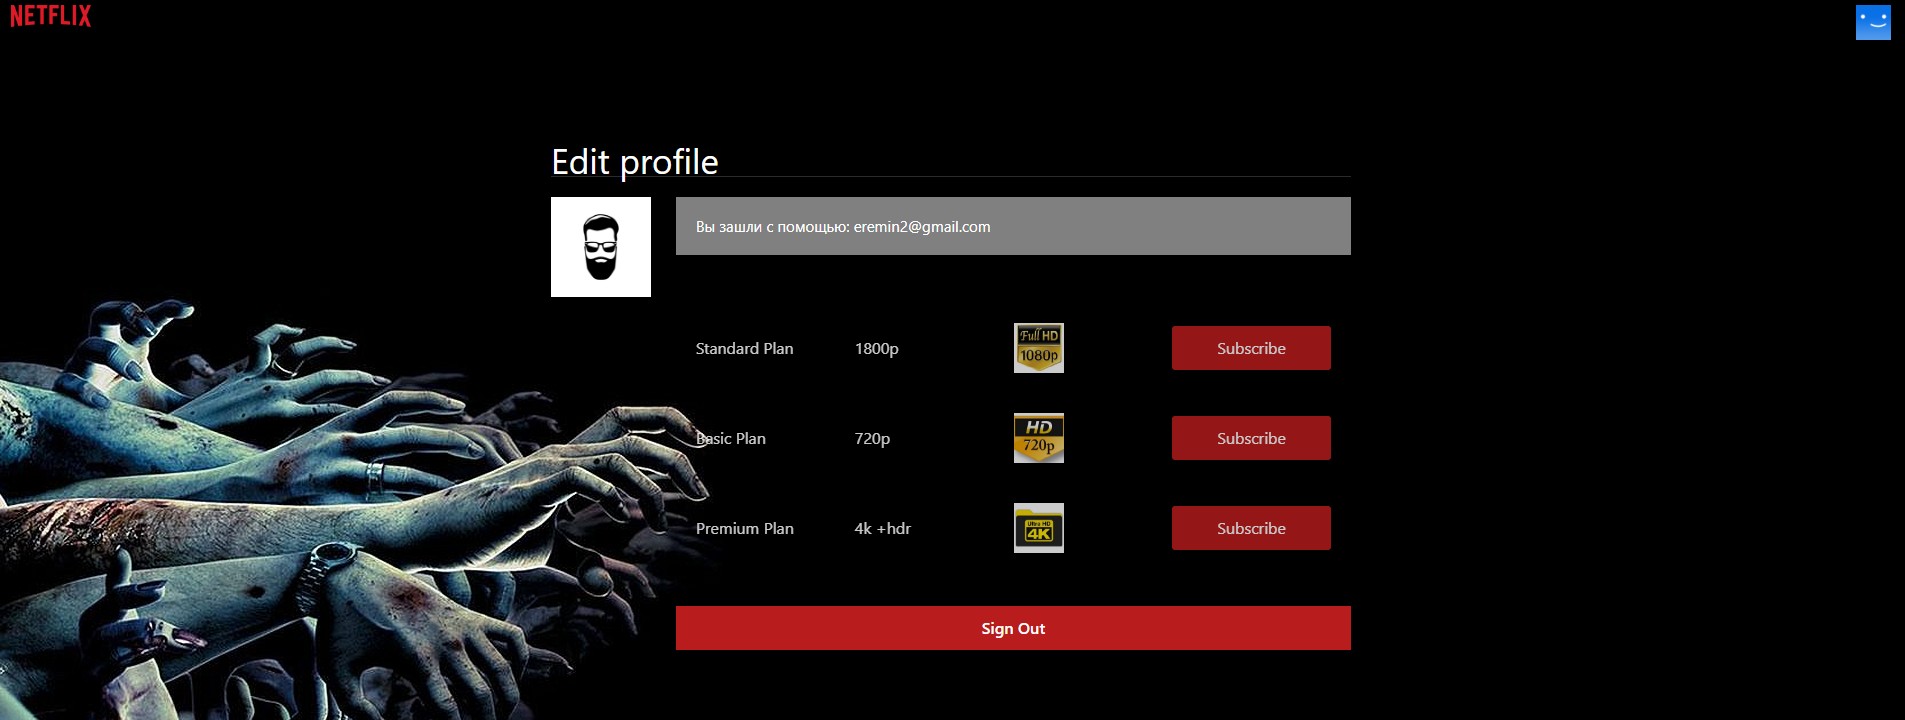 NETFLIX
Edit profile
Вы зашли с помощью: eremin2@gmail.com
Standard Plan 1800p Full HD 1080p Subscribe
Basic Plan 720p HD 720p Subscribe
Premium Plan 4k +hdr Ultra HD 4K Subscribe
Sign Out